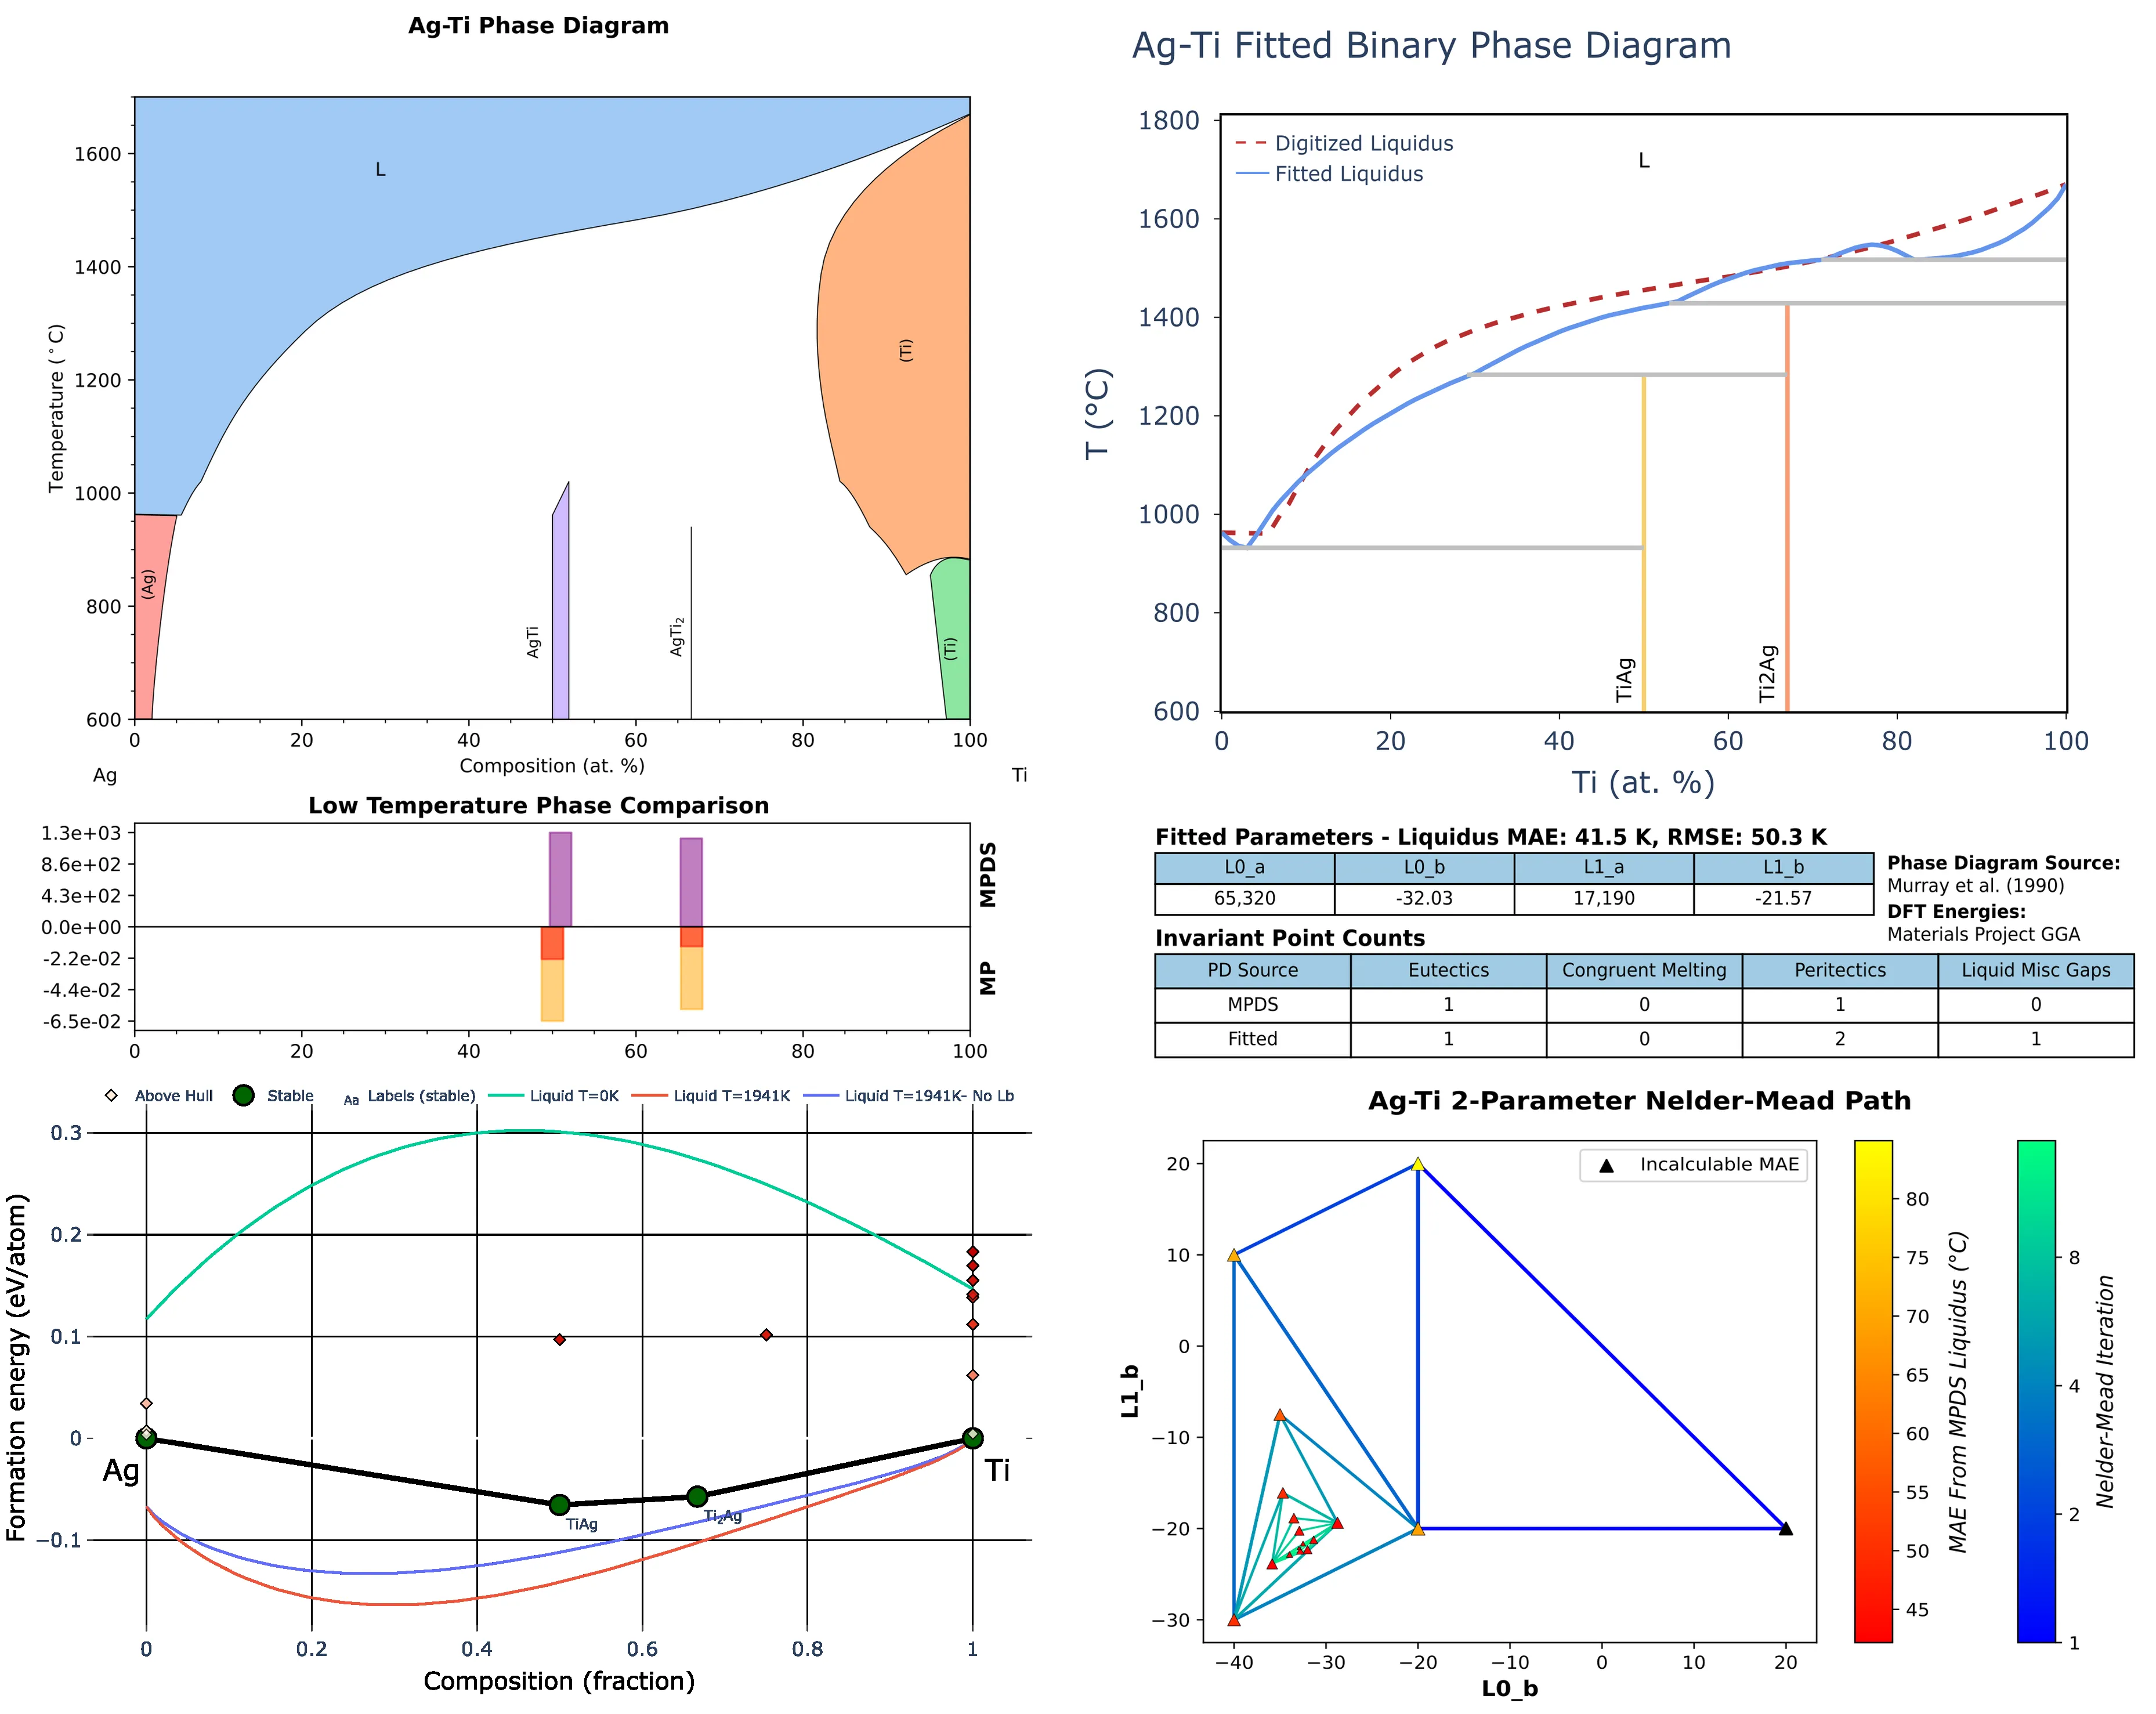 Ag-Ti Phase Diagram
Temperature (°C)
1600
1400
1200
1000
800
600
L
(Ag)
AgTi
AgTi2
(Ti)
(Ti)
0 20 40 60 80 100
Composition (at. %)
Ag Ti
Ag-Ti Fitted Binary Phase Diagram
T (°C)
1800
1600
1400
1200
1000
800
600
Digitized Liquidus
Fitted Liquidus
L
TiAg
Ti2Ag
0 20 40 60 80 100
Ti (at. %)
Low Temperature Phase Comparison
1.3e+03
8.6e+02
4.3e+02
0.0e+00
-2.2e-02
-4.4e-02
-6.5e-02
MPDS
MP
0 20 40 60 80 100
Fitted Parameters - Liquidus MAE: 41.5 K, RMSE: 50.3 K
L0_a L0_b L1_a L1_b
65,320 -32.03 17,190 -21.57
Phase Diagram Source:
Murray et al. (1990)
DFT Energies:
Materials Project GGA
Invariant Point Counts
PD Source Eutectics Congruent Melting Peritectics Liquid Misc Gaps
MPDS 1 0 1 0
Fitted 1 0 2 1
Above Hull Stable Aa Labels (stable) Liquid T=0K Liquid T=1941K Liquid T=1941K- No Lb
Formation energy (eV/atom)
0.3
0.2
0.1
0
−0.1
Ag
TiAg
Ti2Ag
Ti
0 0.2 0.4 0.6 0.8 1
Composition (fraction)
Ag-Ti 2-Parameter Nelder-Mead Path
Incalculable MAE
L1_b
20
10
0
−10
−20
−30
−40 −30 −20 −10 0 10 20
L0_b
80
75
70
65
60
55
50
45
MAE From MPDS Liquidus (°C)
8
4
2
1
Nelder-Mead Iteration